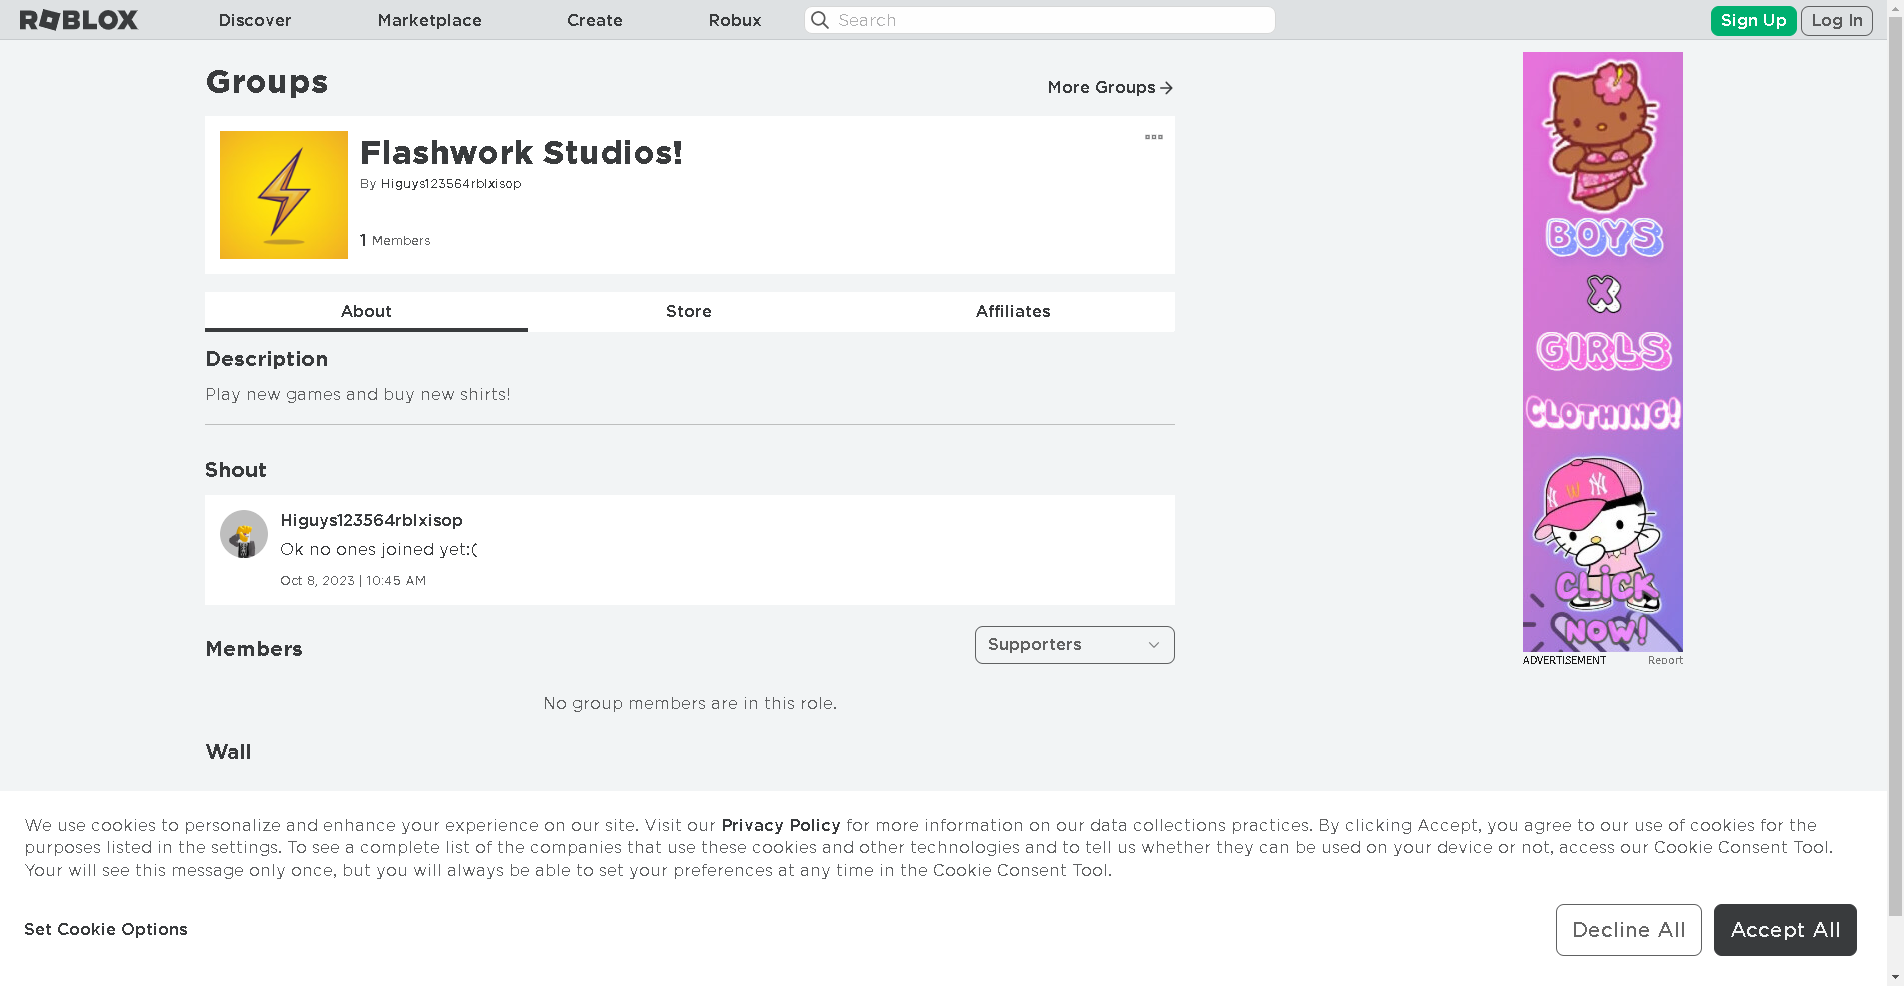 ROBLOX
Discover
Marketplace
Create
Robux
Search
Sign Up
Log In
Groups
More Groups
Flashwork Studios!
By Higuys123564rblxisop
1 Members
About
Store
Affiliates
Description
Play new games and buy new shirts!
Shout
Higuys123564rblxisop
Ok no ones joined yet:(
Oct 8, 2023 | 10:45 AM
Members
Supporters
No group members are in this role.
Wall
BOYS
X
GIRLS
CLOTHING!
CLICK
NOW!
ADVERTISEMENT
Report
We use cookies to personalize and enhance your experience on our site. Visit our Privacy Policy for more information on our data collections practices. By clicking Accept, you agree to our use of cookies for the
purposes listed in the settings. To see a complete list of the companies that use these cookies and other technologies and to tell us whether they can be used on your device or not, access our Cookie Consent Tool.
Your will see this message only once, but you will always be able to set your preferences at any time in the Cookie Consent Tool.
Set Cookie Options
Decline All
Accept All